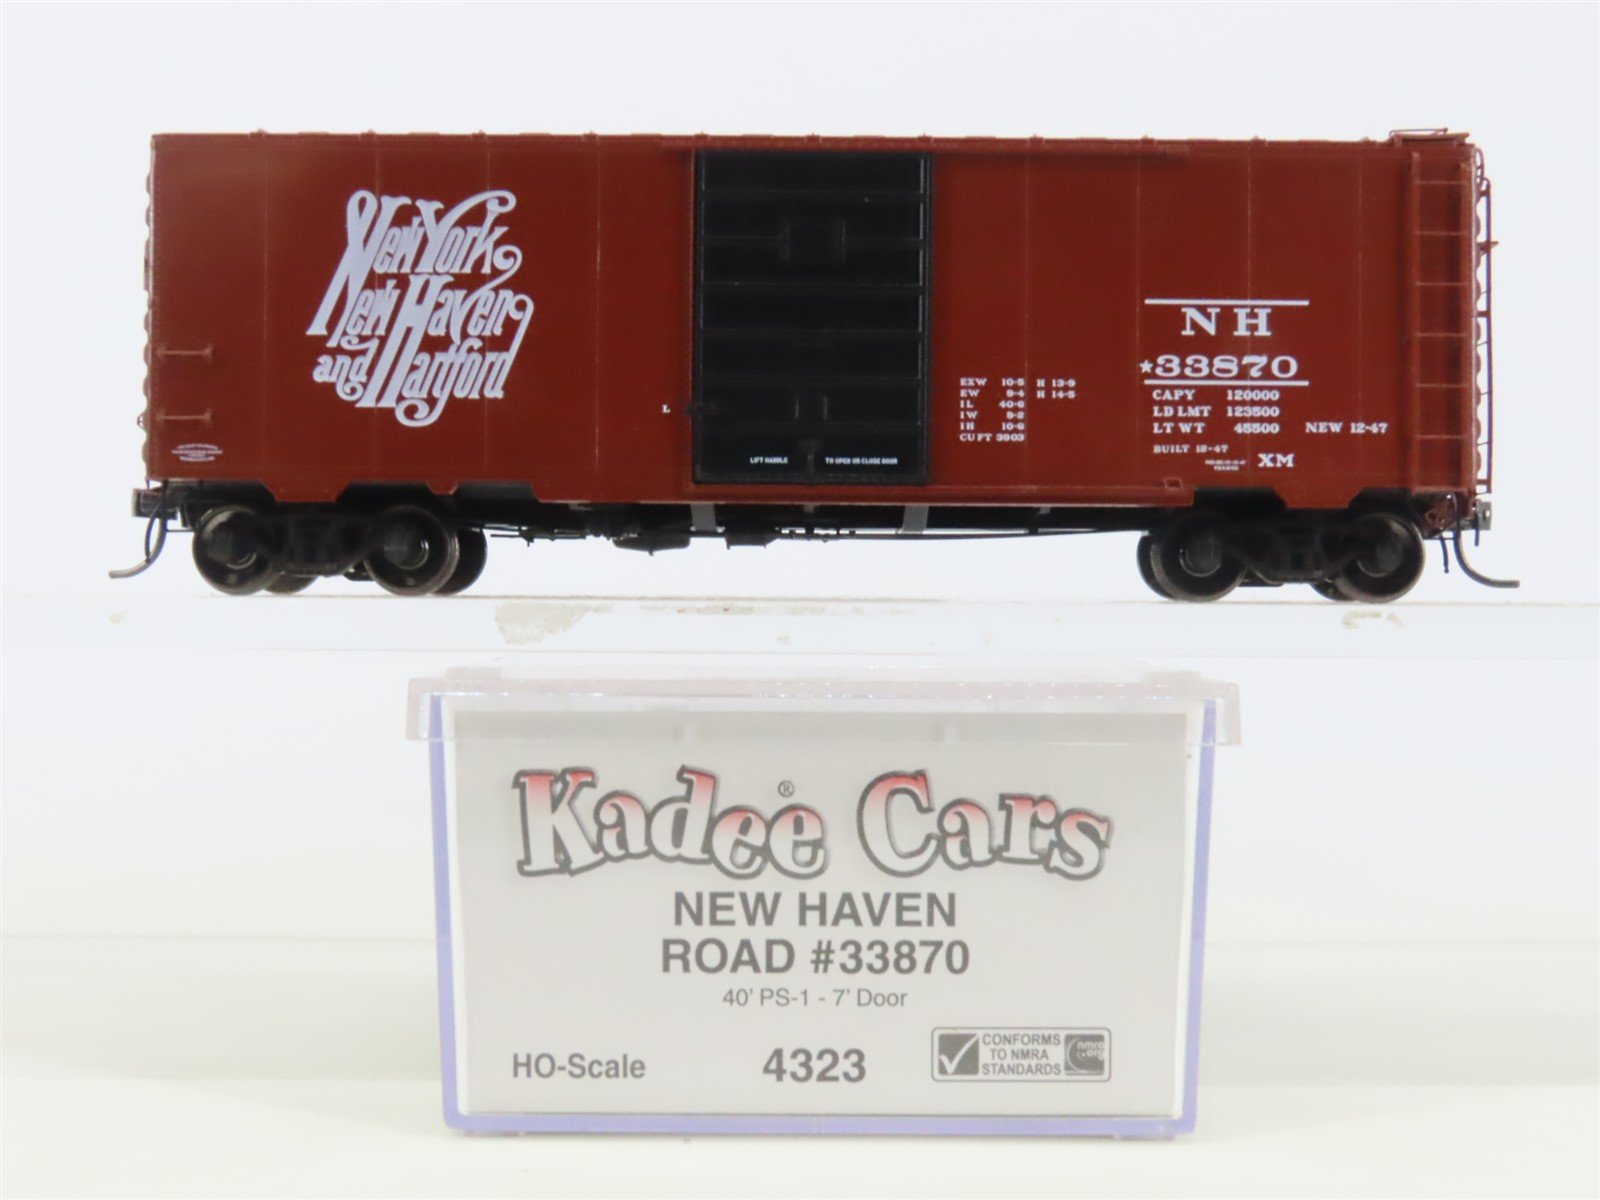 New York
New Haven
and Hartford
L
LIFT HANDLE
TO OPEN OR CLOSE DOOR
EXW 10-5 H 13-9
EW 9-4 H 14-5
IL 40-6
IW 9-2
IH 10-6
CU FT 3903
NH
★33870
CAPY 120000
LD LMT 123500
LT WT 45500 NEW 12-47
BUILT 12-47
XM
Kadee® Cars
NEW HAVEN
ROAD #33870
40' PS-1 - 7' Door
HO-Scale
4323
CONFORMS
TO NMRA
STANDARDS
nmra
.org